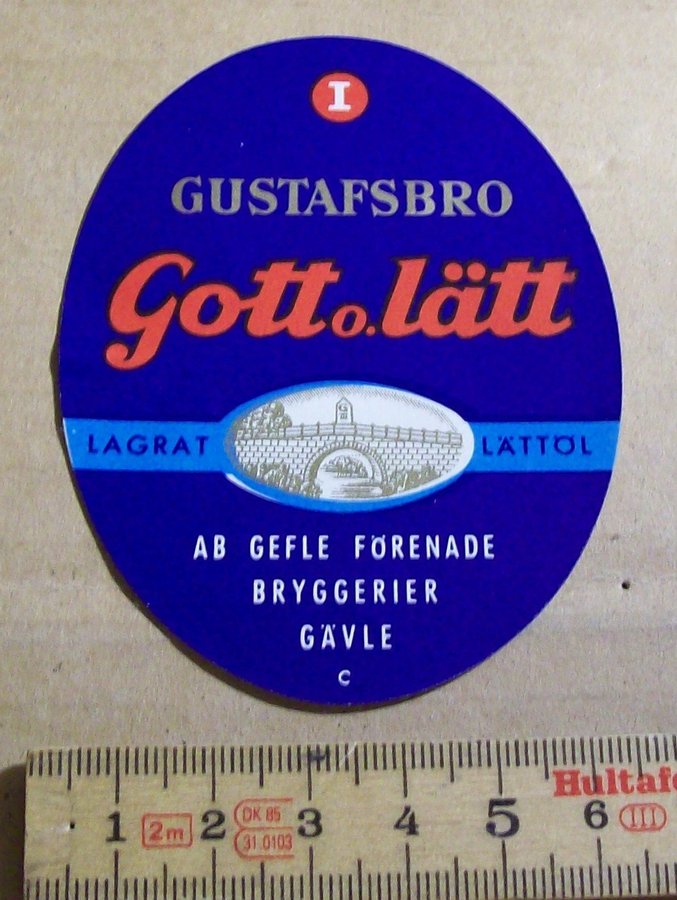 I
GUSTAFSBRO
Gott o. lätt
G
B
LAGRAT LÄTTÖL
AB GEFLE FÖRENADE
BRYGGERIER
GÄVLE
C
Hultafo
1 2m 2 DK 85 3 4 5 6 III
31.0103